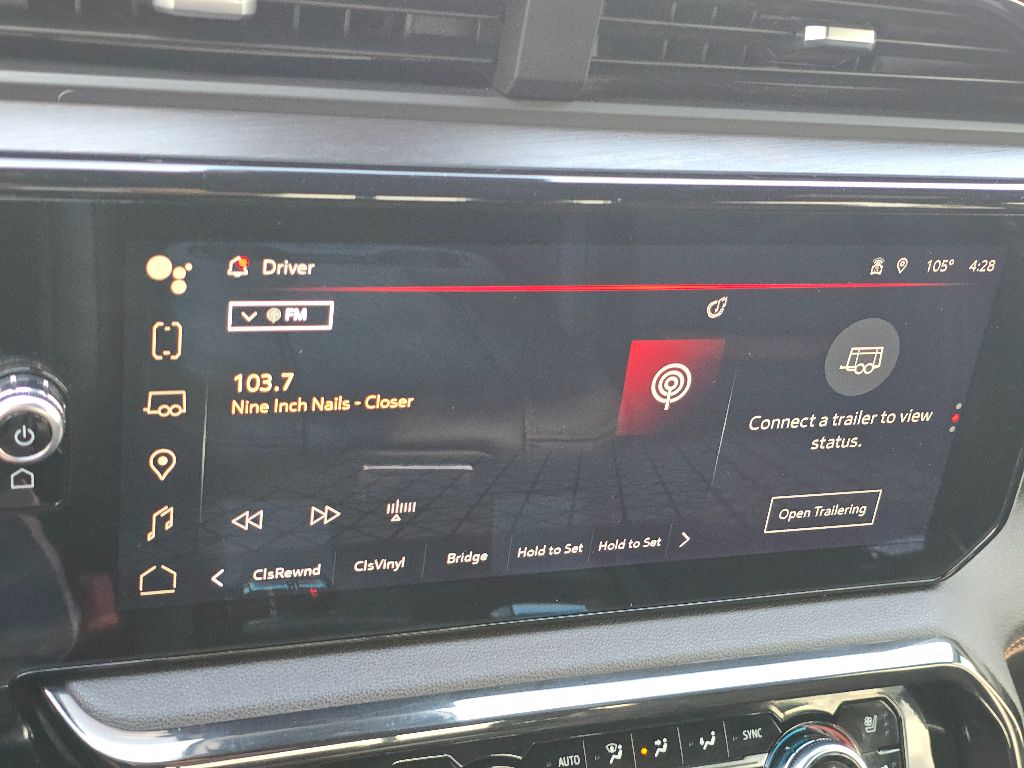 Driver
105° 4:28
FM
103.7
Nine Inch Nails - Closer
Connect a trailer to view
status.
Open Trailering
ClsRewnd
ClsVinyl
Bridge
Hold to Set
Hold to Set
AUTO
SYNC